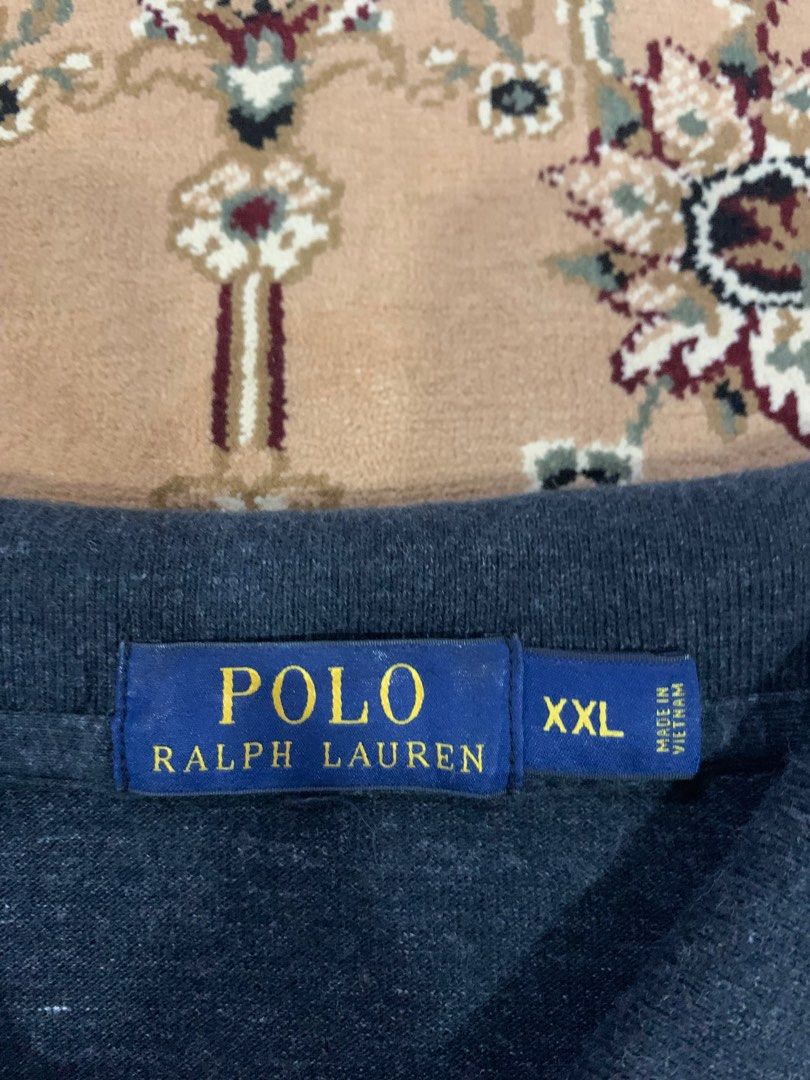 POLO
RALPH LAUREN
XXL
MADE IN
VIETNAM